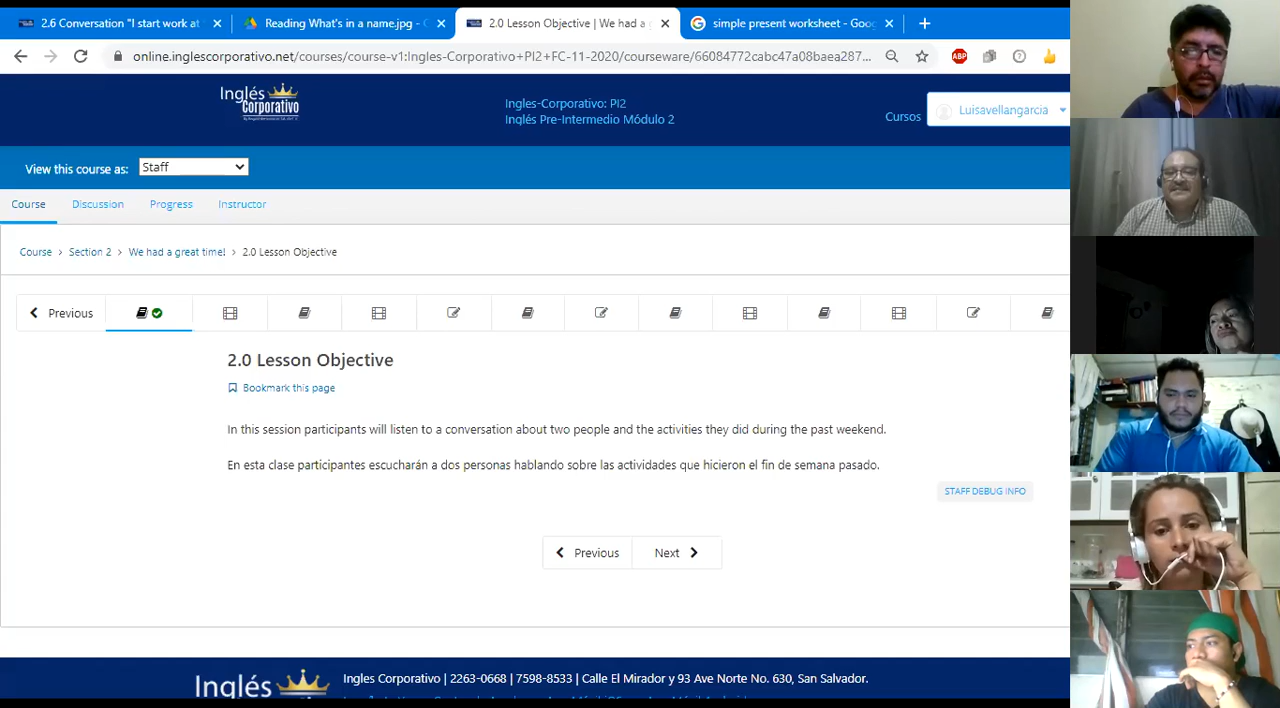 2.6 Conversation "I start work at
Reading What's in a name.jpg - G
2.0 Lesson Objective | We had a g
simple present worksheet - Goog
online.inglescorporativo.net/courses/course-v1:Ingles-Corporativo+PI2+FC-11-2020/courseware/66084772cabc47a08baea287...
ABP
Inglés
Corporativo
Ingles-Corporativo: PI2
Inglés Pre-Intermedio Módulo 2
Cursos
Luisavellangarcia
View this course as:
Staff
Course
Discussion
Progress
Instructor
Course > Section 2 > We had a great time! > 2.0 Lesson Objective
Previous
2.0 Lesson Objective
Bookmark this page
In this session participants will listen to a conversation about two people and the activities they did during the past weekend.
En esta clase participantes escucharán a dos personas hablando sobre las actividades que hicieron el fin de semana pasado.
STAFF DEBUG INFO
Previous
Next
Inglés
Ingles Corporativo | 2263-0668 | 7598-8533 | Calle El Mirador y 93 Ave Norte No. 630, San Salvador.